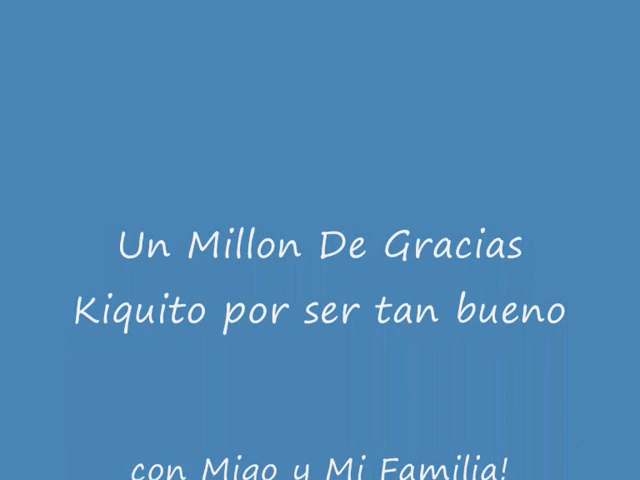 Un Millon De Gracias
Kiquito por ser tan bueno
con Migo y Mi Familia!